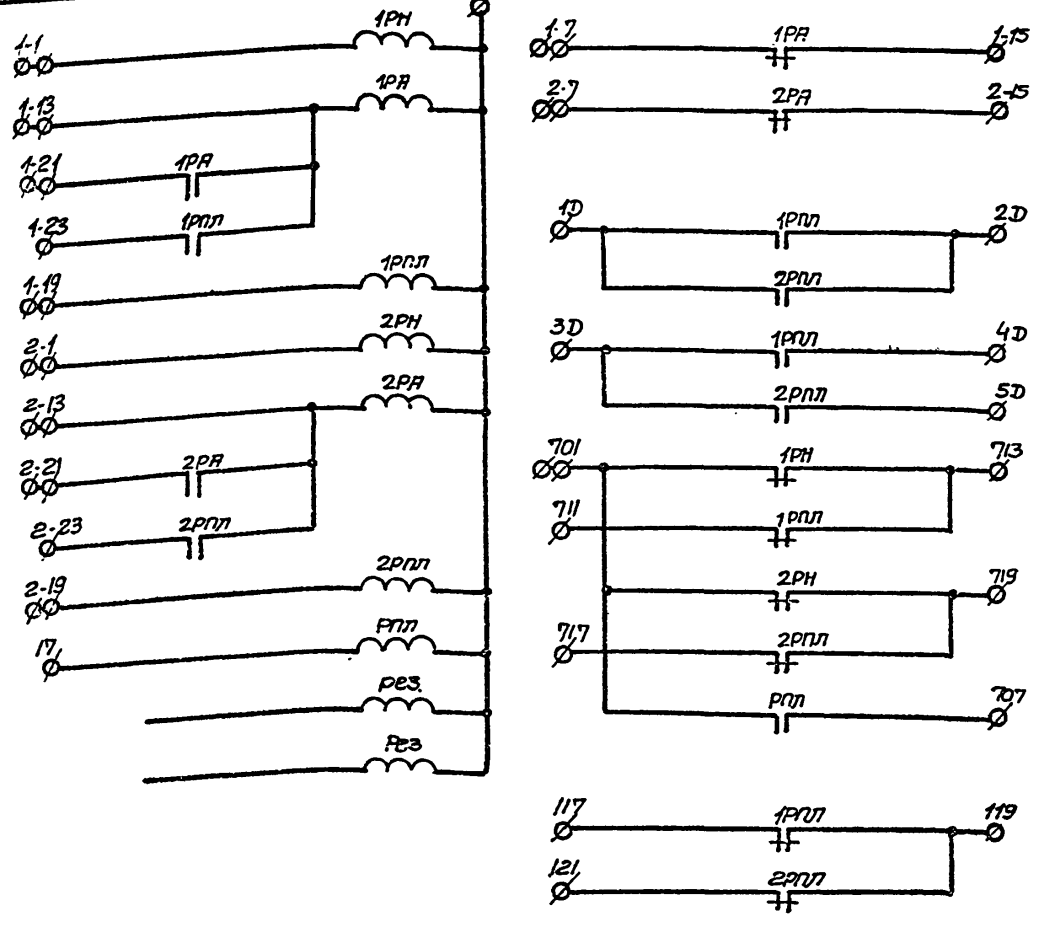 1РН
1-1
1РА
1-13
1-21
1РА
1-23
1РПЛ
1-19
1РПЛ
2-1
2РН
2-13
2РА
2-21
2РА
2-23
2РПЛ
2-19
2РПЛ
17
РПЛ
рез.
Рез
1-7
1РА
1-15
2-7
2РА
2-15
1D
1РПЛ
2D
2РПЛ
3D
1РПЛ
4D
2РПЛ
5D
701
1РН
713
711
1РПЛ
2РН
719
717
2РПЛ
РПЛ
707
117
1РПЛ
119
121
2РПЛ